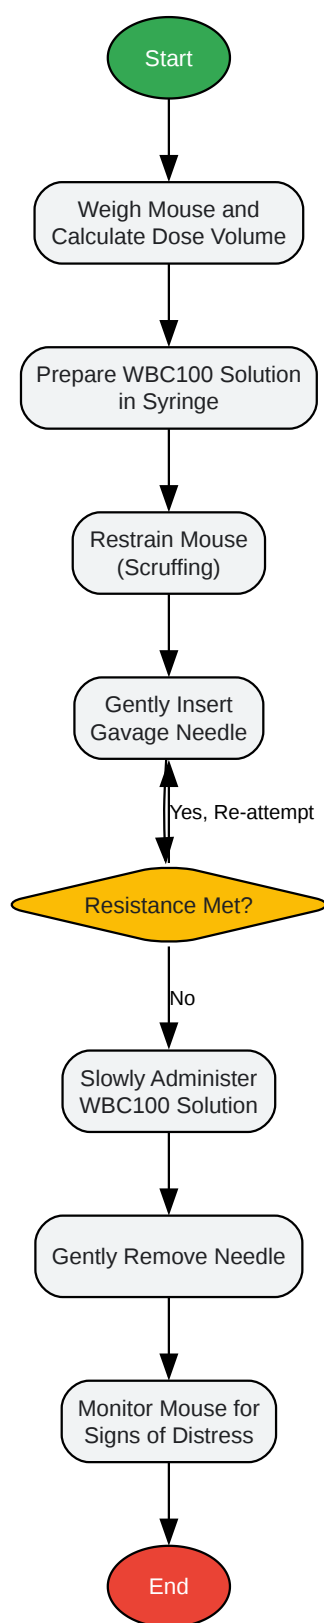 Start
Weigh Mouse and
Calculate Dose Volume
Prepare WBC100 Solution
in Syringe
Restrain Mouse
(Scruffing)
Gently Insert
Gavage Needle
Yes, Re-attempt
Resistance Met?
No
Slowly Administer
WBC100 Solution
Gently Remove Needle
Monitor Mouse for
Signs of Distress
End